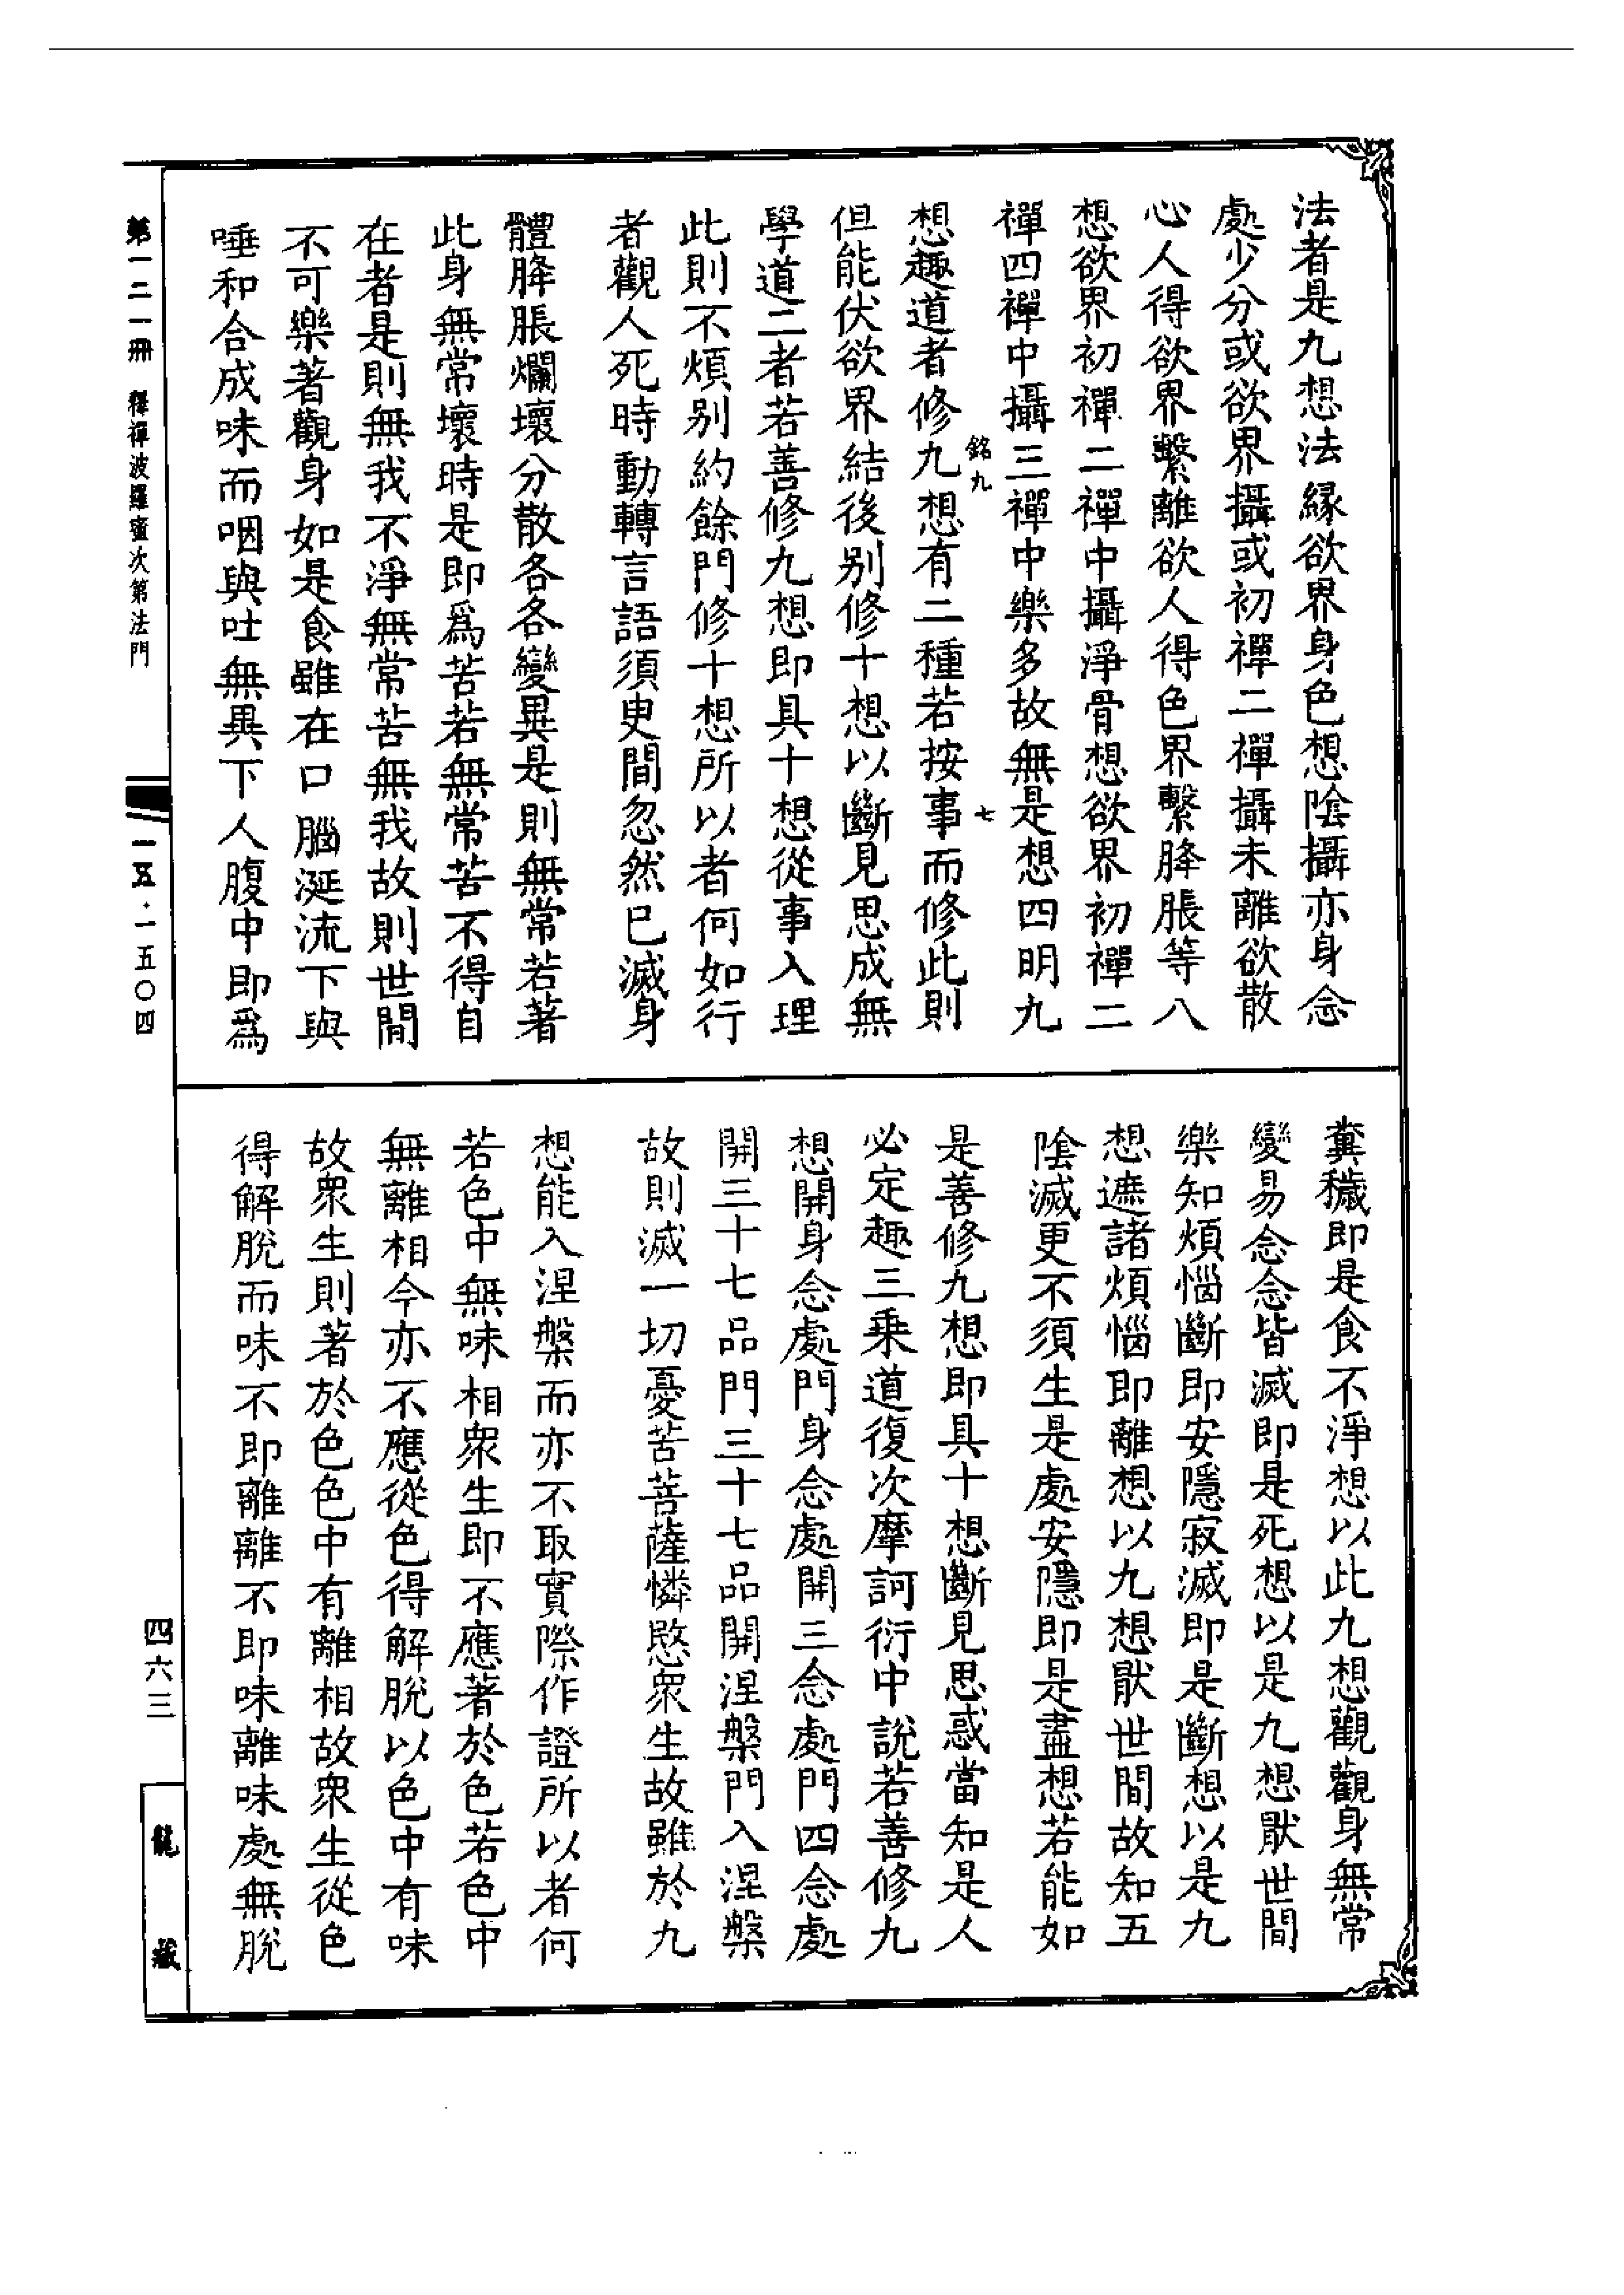 法者是九想法緣欲界身色想陰攝亦身念
處少分或欲界攝或初禪二禪攝未離欲散
心人得欲界繫離欲人得色界繫胮脹等八
想欲界初禪二禪中攝淨骨想欲界初禪二
禪四禪中攝三禪中樂多故無是想四明九
銘九
七
想趣道者修九想有二種若按事而修此則
但能伏欲界結後别修十想以斷見思成無
學道二者若善修九想即具十想從事入理
此則不煩别約餘門修十想所以者何如行
者觀人死時動轉言語須臾間忽然已滅身
體胮脹爛壞分散各各變異是則無常若著
此身無常壞時是即爲苦若無常苦不得自
在者是則無我不淨無常苦無我故則世間
不可樂著觀身如是食雖在口腦涎流下與
唾和合成味而咽與吐無異下入腹中即爲
糞穢即是食不淨想以此九想觀觀身無常
變易念念皆滅即是死想以是九想厭世間
樂知煩惱斷即安隱寂滅即是斷想以是九
想遮諸煩惱即離想以九想厭世間故知五
陰滅更不須生是處安隱即是盡想若能如
是善修九想即具十想斷見思惑當知是人
必定趣三乘道復次摩訶衍中說若善修九
想開身念處門身念處開三念處門四念處
開三十七品門三十七品開涅槃門入涅槃
故則滅一切憂苦菩薩憐愍衆生故雖於九
想能入涅槃而亦不取實際作證所以者何
若色中無味相衆生即不應著於色若色中
無離相今亦不應從色得解脫以色中有味
故衆生則著於色色中有離相故衆生從色
得解脫而味不即離離不即味離味處無脫
第一二一冊 釋禪波羅蜜次第法門
一五·一五〇四
四六三
龍藏